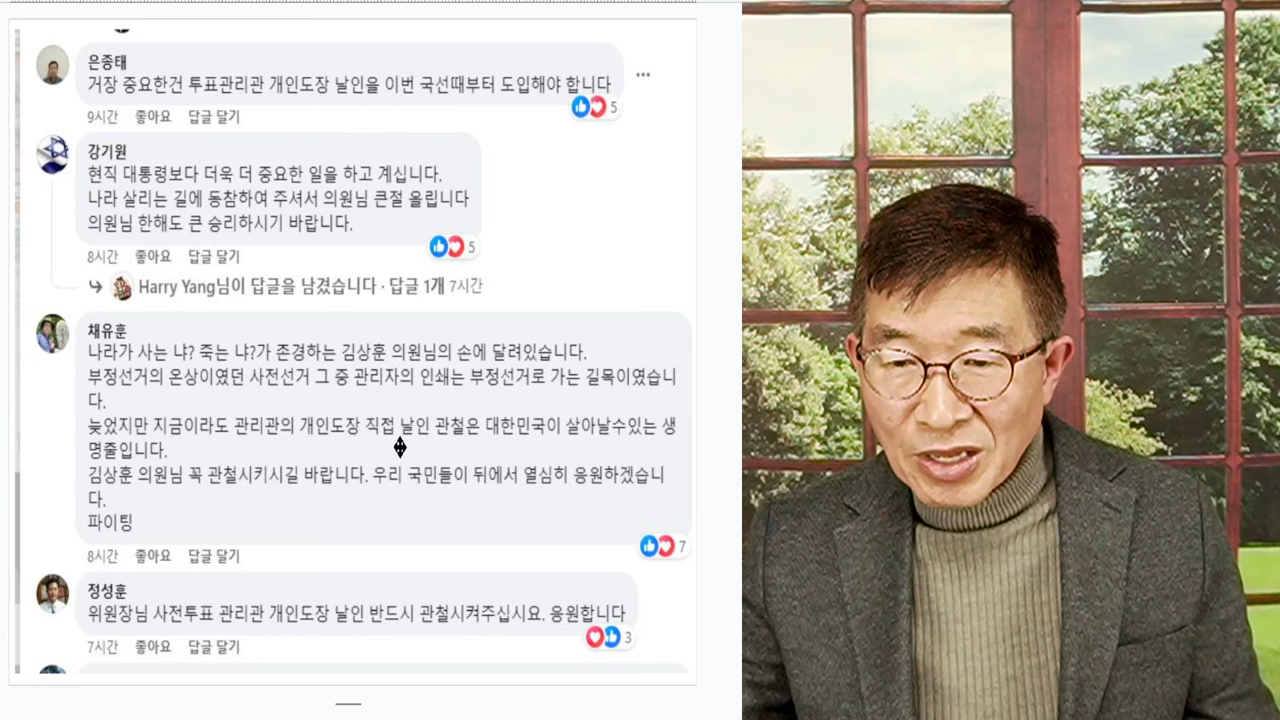 은종태
거장 중요한건 투표관리관 개인도장 날인을 이번 국선때부터 도입해야 합니다
5
9시간 좋아요 답글 달기
강기원
현직 대통령보다 더욱 더 중요한 일을 하고 계십니다.
나라 살리는 길에 동참하여 주셔서 의원님 큰절 올립니다
의원님 한해도 큰 승리하시기 바랍니다.
5
8시간 좋아요 답글 달기
Harry Yang님이 답글을 남겼습니다 · 답글 1개 7시간
채유훈
나라가 사는 냐? 죽는 냐?가 존경하는 김상훈 의원님의 손에 달려있습니다.
부정선거의 온상이였던 사전선거 그 중 관리자의 인쇄는 부정선거로 가는 길목이였습니
다.
늦었지만 지금이라도 관리관의 개인도장 직접 날인 관철은 대한민국이 살아날수있는 생
명줄입니다.
김상훈 의원님 꼭 관철시키시길 바랍니다. 우리 국민들이 뒤에서 열심히 응원하겠습니
다.
파이팅
7
8시간 좋아요 답글 달기
정성훈
위원장님 사전투표 관리관 개인도장 날인 반드시 관철시켜주십시요. 응원합니다
3
7시간 좋아요 답글 달기